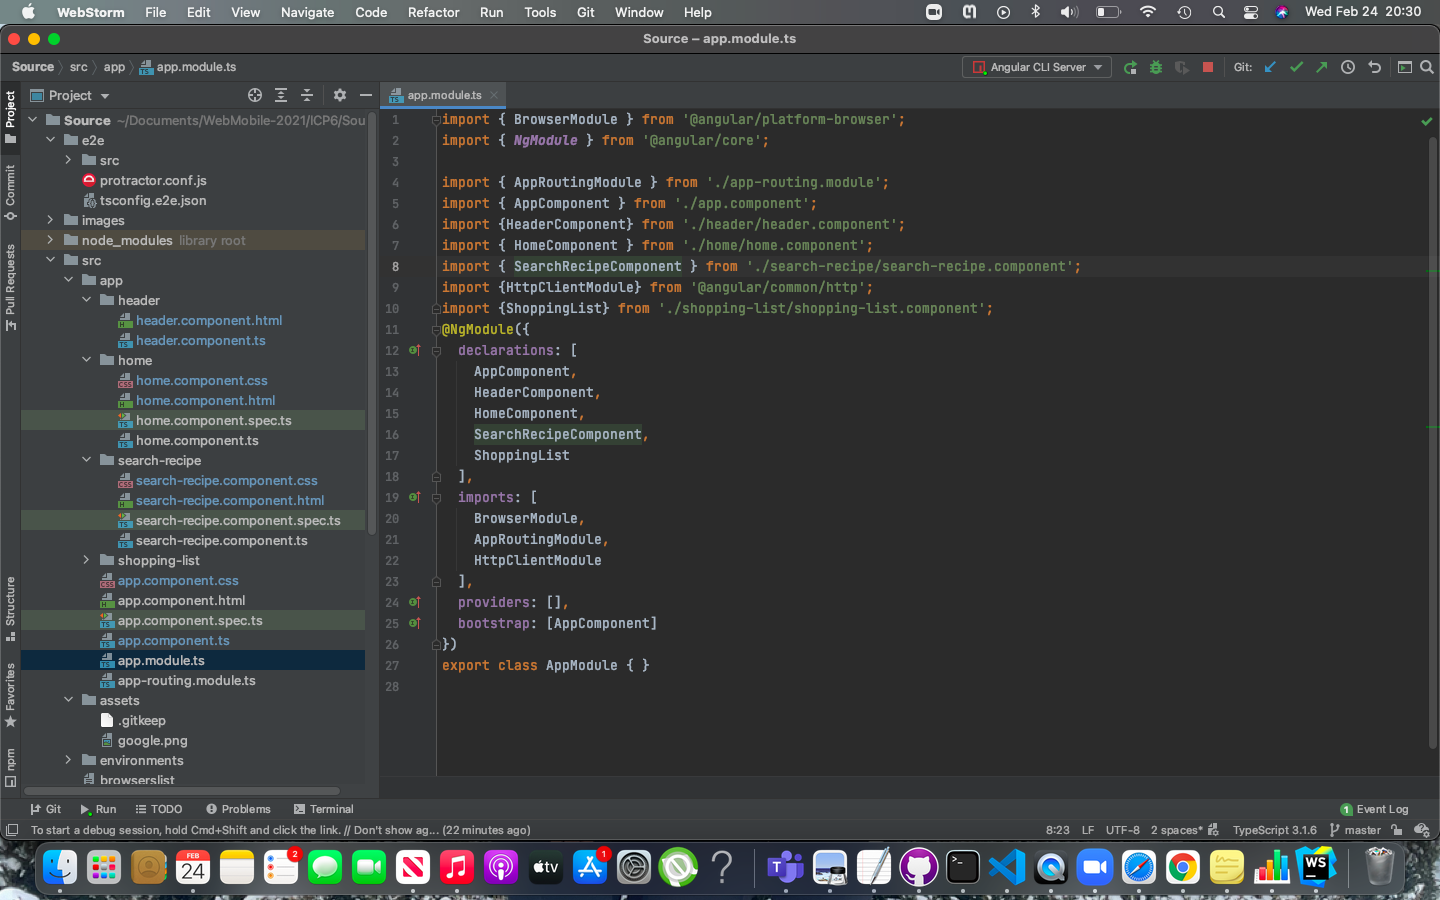 WebStorm File Edit View Navigate Code Refactor Run Tools Git Window Help Wed Feb 24 20:30
Source – app.module.ts
Source src app app.module.ts Angular CLI Server Git:
Project
app.module.ts
Project
Commit
Pull Requests
Structure
Favorites
npm
Source ~/Documents/WebMobile-2021/ICP6/Sou
e2e
src
protractor.conf.js
tsconfig.e2e.json
images
node_modules library root
src
app
header
header.component.html
header.component.ts
home
home.component.css
home.component.html
home.component.spec.ts
home.component.ts
search-recipe
search-recipe.component.css
search-recipe.component.html
search-recipe.component.spec.ts
search-recipe.component.ts
shopping-list
app.component.css
app.component.html
app.component.spec.ts
app.component.ts
app.module.ts
app-routing.module.ts
assets
.gitkeep
google.png
environments
browserslist
1 import { BrowserModule } from '@angular/platform-browser';
2 import { NgModule } from '@angular/core';
3
4 import { AppRoutingModule } from './app-routing.module';
5 import { AppComponent } from './app.component';
6 import {HeaderComponent} from './header/header.component';
7 import { HomeComponent } from './home/home.component';
8 import { SearchRecipeComponent } from './search-recipe/search-recipe.component';
9 import {HttpClientModule} from '@angular/common/http';
10 import {ShoppingList} from './shopping-list/shopping-list.component';
11 @NgModule({
12 declarations: [
13 AppComponent,
14 HeaderComponent,
15 HomeComponent,
16 SearchRecipeComponent,
17 ShoppingList
18 ],
19 imports: [
20 BrowserModule,
21 AppRoutingModule,
22 HttpClientModule
23 ],
24 providers: [],
25 bootstrap: [AppComponent]
26 })
27 export class AppModule { }
28
Git Run TODO Problems Terminal 1 Event Log
To start a debug session, hold Cmd+Shift and click the link. // Don't show ag... (22 minutes ago) 8:23 LF UTF-8 2 spaces* TypeScript 3.1.6 master
FEB
24
2
tv
1
WS